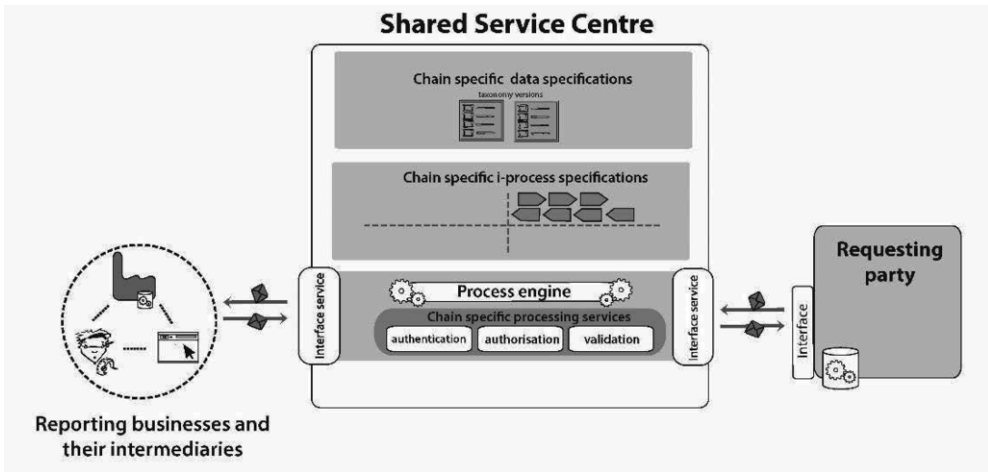 Shared Service Centre
Chain specific data specifications
taxonomy versions
Chain specific i-process specifications
Interface service
Process engine
Chain specific processing services
authentication
authorisation
validation
Interface service
Interface
Requesting
party
Reporting businesses and
their intermediaries